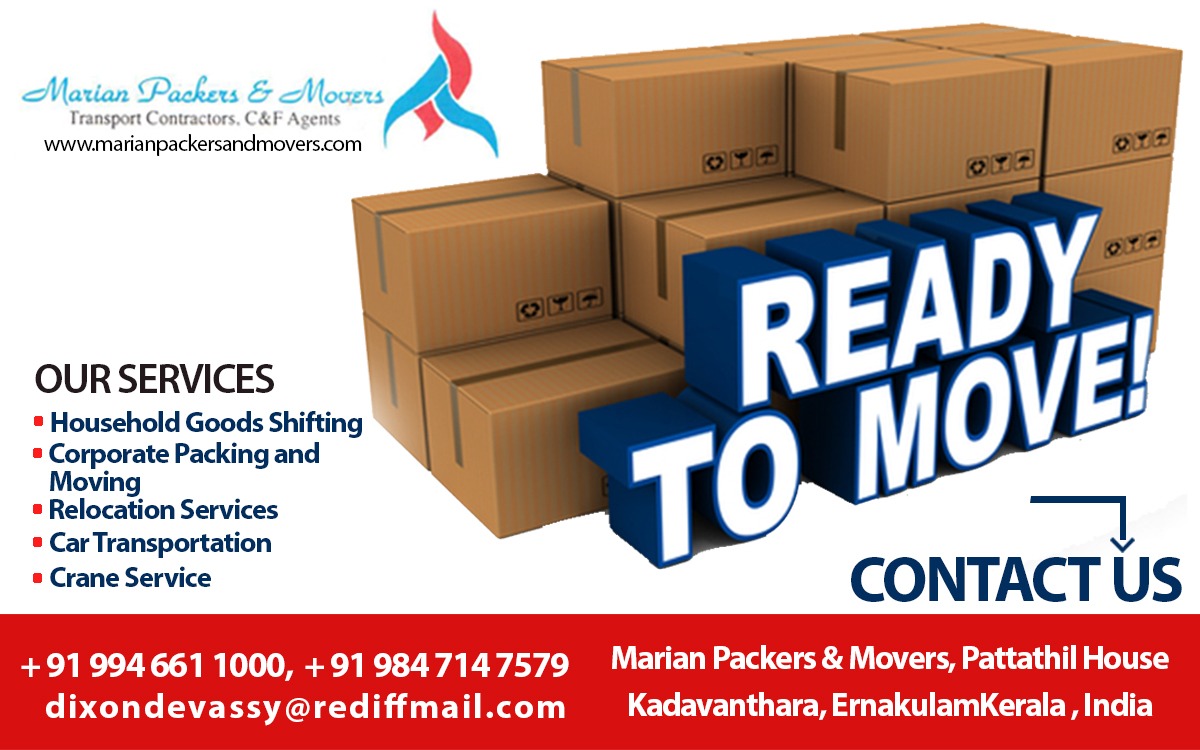 Marian Packers & Movers
Transport Contractors. C&F Agents
www.marianpackersandmovers.com
READY
TO MOVE!
OUR SERVICES
Household Goods Shifting
Corporate Packing and
Moving
Relocation Services
Car Transportation
Crane Service
CONTACT US
+ 91 994 661 1000, + 91 984 714 7579
dixondevassy@rediffmail.com
Marian Packers & Movers, Pattathil House
Kadavanthara, ErnakulamKerala , India